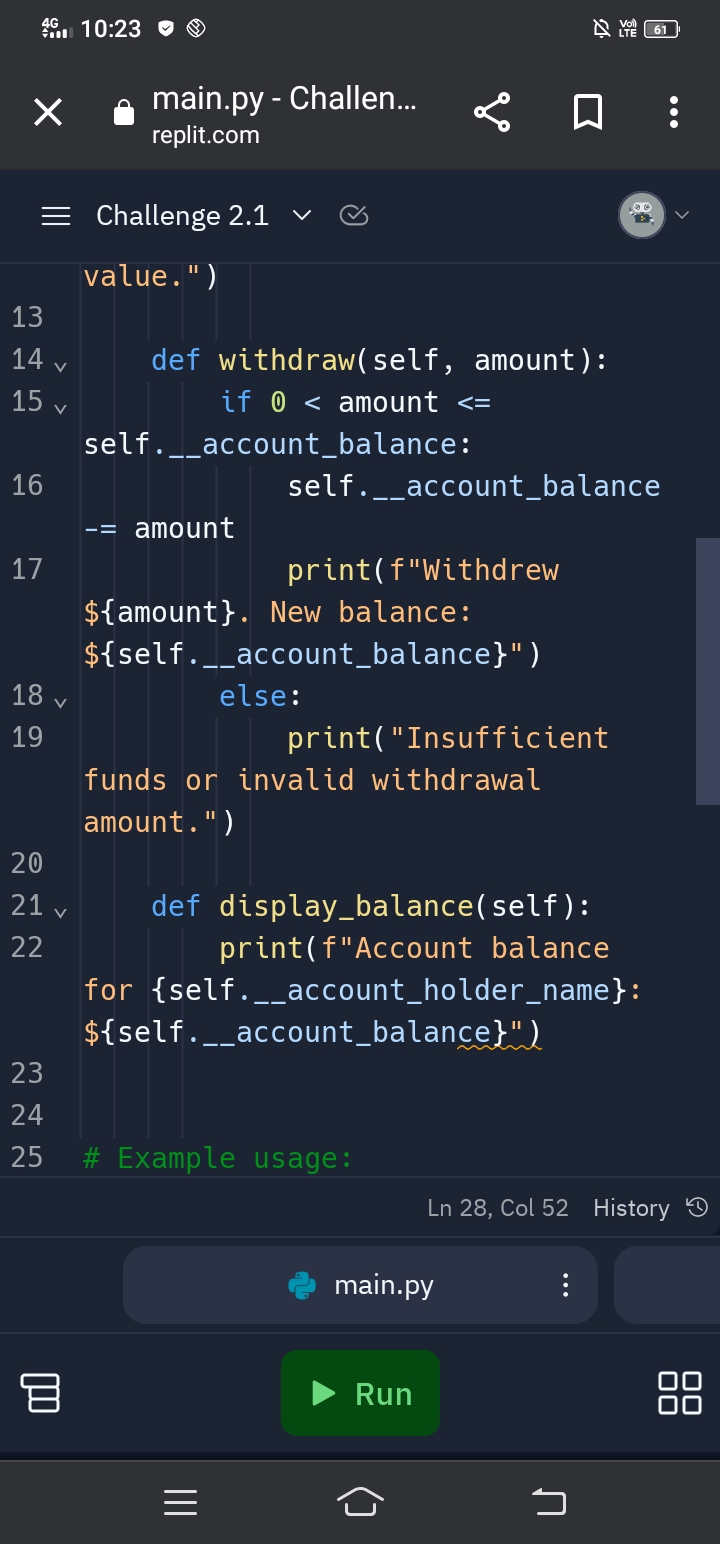 4G 10:23 Vo) LTE 61
main.py - Challen...
replit.com
Challenge 2.1
value.")
13
14 def withdraw(self, amount):
15 if 0 < amount <=
self.__account_balance:
16 self.__account_balance
-= amount
17 print(f"Withdrew
${amount}. New balance:
${self.__account_balance}")
18 else:
19 print("Insufficient
funds or invalid withdrawal
amount.")
20
21 def display_balance(self):
22 print(f"Account balance
for {self.__account_holder_name}:
${self.__account_balance}")
23
24
25 # Example usage:
Ln 28, Col 52 History
main.py
Run